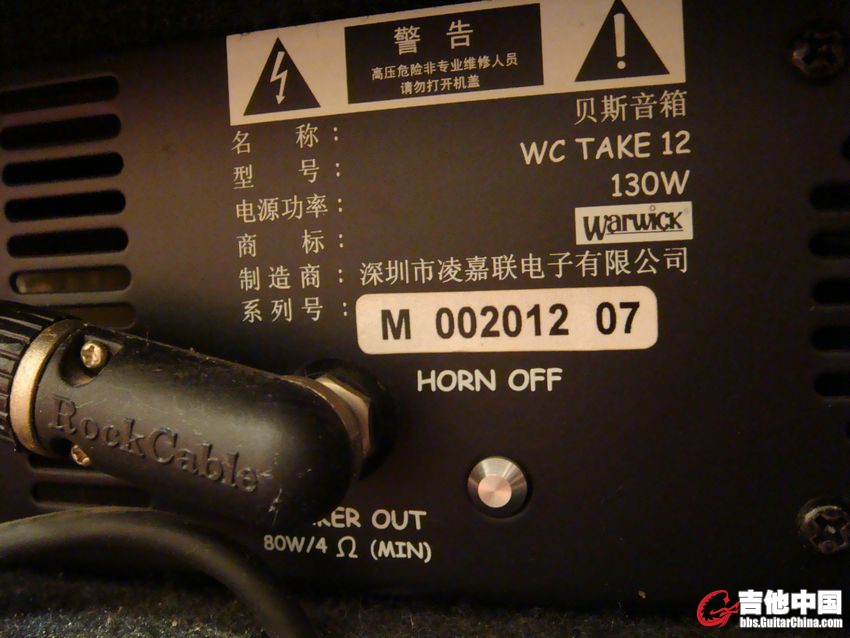 警告
高压危险非专业维修人员
请勿打开机盖
名 称： 贝斯音箱
型 号： WC TAKE 12
电源功率： 130W
商 标： Warwick
制造商： 深圳市凌嘉联电子有限公司
系列号： M 002012 07
HORN OFF
RockCable
KER OUT
80W/4 Ω (MIN)
吉他中国
bbs.GuitarChina.com